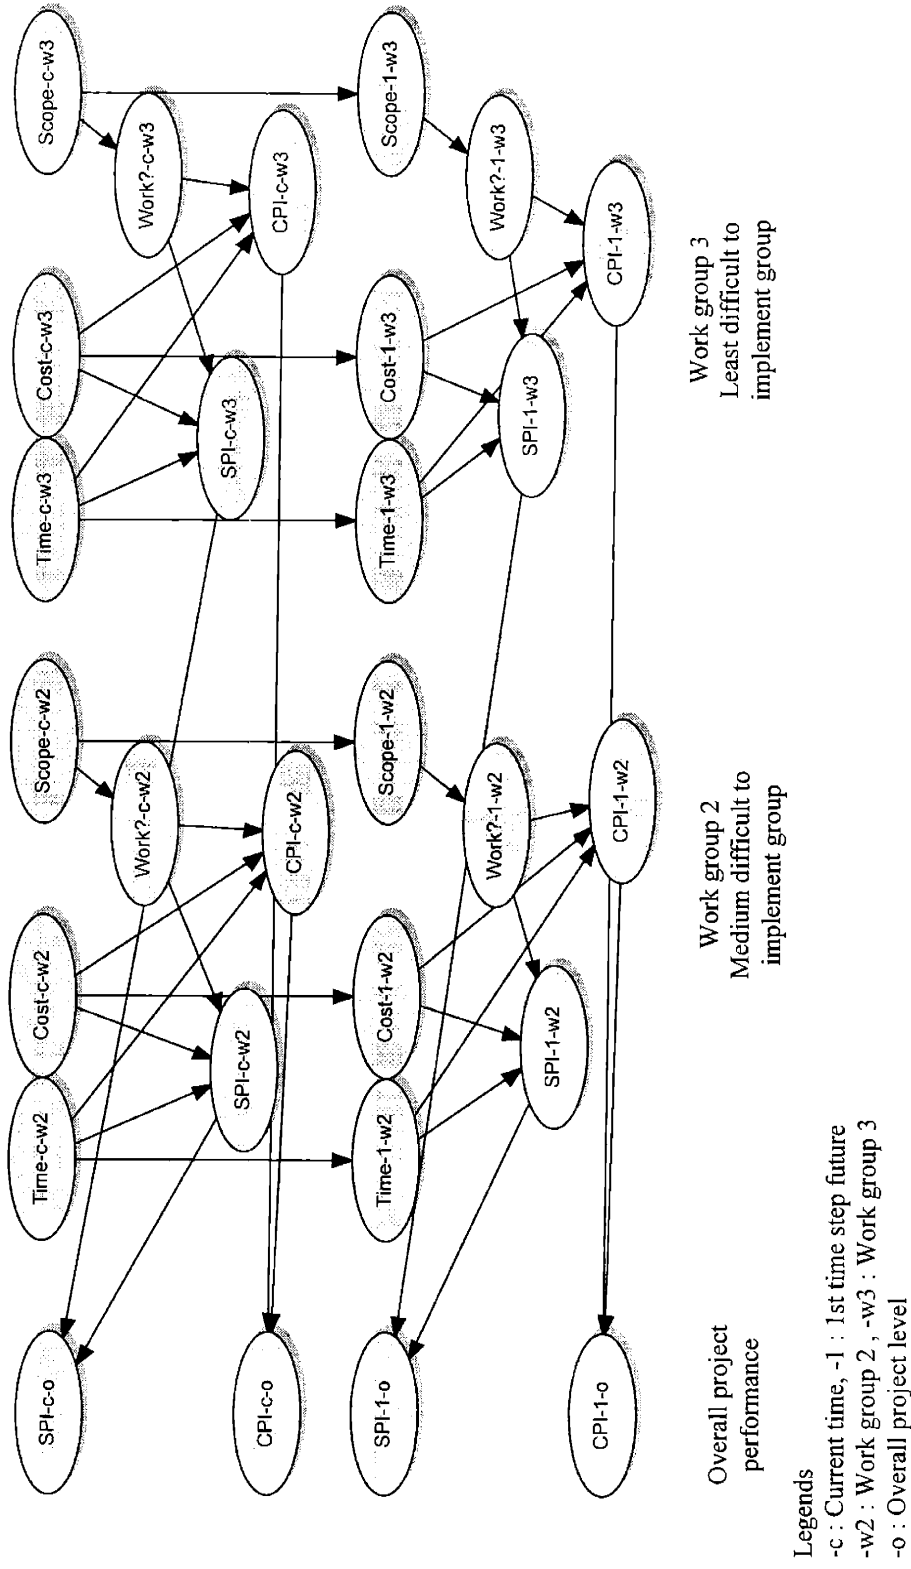 SPI-c-o
Time-c-w2
Cost-c-w2
Scope-c-w2
Time-c-w3
Cost-c-w3
Scope-c-w3
Work?-c-w2
Work?-c-w3
SPI-c-w2
SPI-c-w3
CPI-c-o
CPI-c-w2
CPI-c-w3
SPI-1-o
Time-1-w2
Cost-1-w2
Scope-1-w2
Time-1-w3
Cost-1-w3
Scope-1-w3
Work?-1-w2
Work?-1-w3
SPI-1-w2
SPI-1-w3
CPI-1-o
CPI-1-w2
CPI-1-w3
Overall project
performance
Work group 2
Medium difficult to
implement group
Work group 3
Least difficult to
implement group
Legends
-c : Current time, -1 : 1st time step future
-w2 : Work group 2 , -w3 : Work group 3
-o : Overall project level